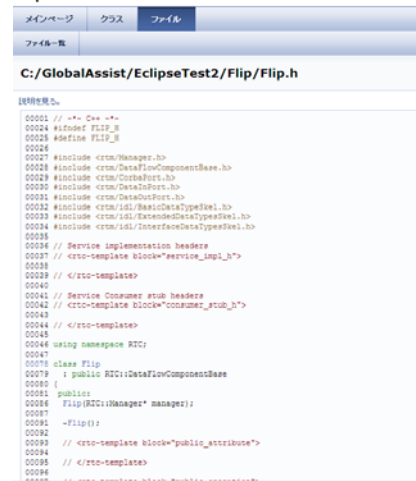 メインページ クラス ファイル
ファイル一覧
C:/GlobalAssist/EclipseTest2/Flip/Flip.h
説明を見る。
00001 // -*- C++ -*-
00024 #ifndef FLIP_H
00025 #define FLIP_H
00026
00027 #include <rtm/Manager.h>
00028 #include <rtm/DataFlowComponentBase.h>
00029 #include <rtm/CorbaPort.h>
00030 #include <rtm/DataInPort.h>
00031 #include <rtm/DataOutPort.h>
00032 #include <rtm/idl/BasicDataTypeSkel.h>
00033 #include <rtm/idl/ExtendedDataTypesSkel.h>
00034 #include <rtm/idl/InterfaceDataTypesSkel.h>
00035
00036 // Service implementation headers
00037 // <rtc-template block="service_impl_h">
00038
00039 // </rtc-template>
00040
00041 // Service Consumer stub headers
00042 // <rtc-template block="consumer_stub_h">
00043
00044 // </rtc-template>
00045
00046 using namespace RTC;
00047
00078 class Flip
00079 : public RTC::DataFlowComponentBase
00080 {
00081 public:
00086 Flip(RTC::Manager* manager);
00087
00091 ~Flip();
00092
00093 // <rtc-template block="public_attribute">
00094
00095 // </rtc-template>
00096